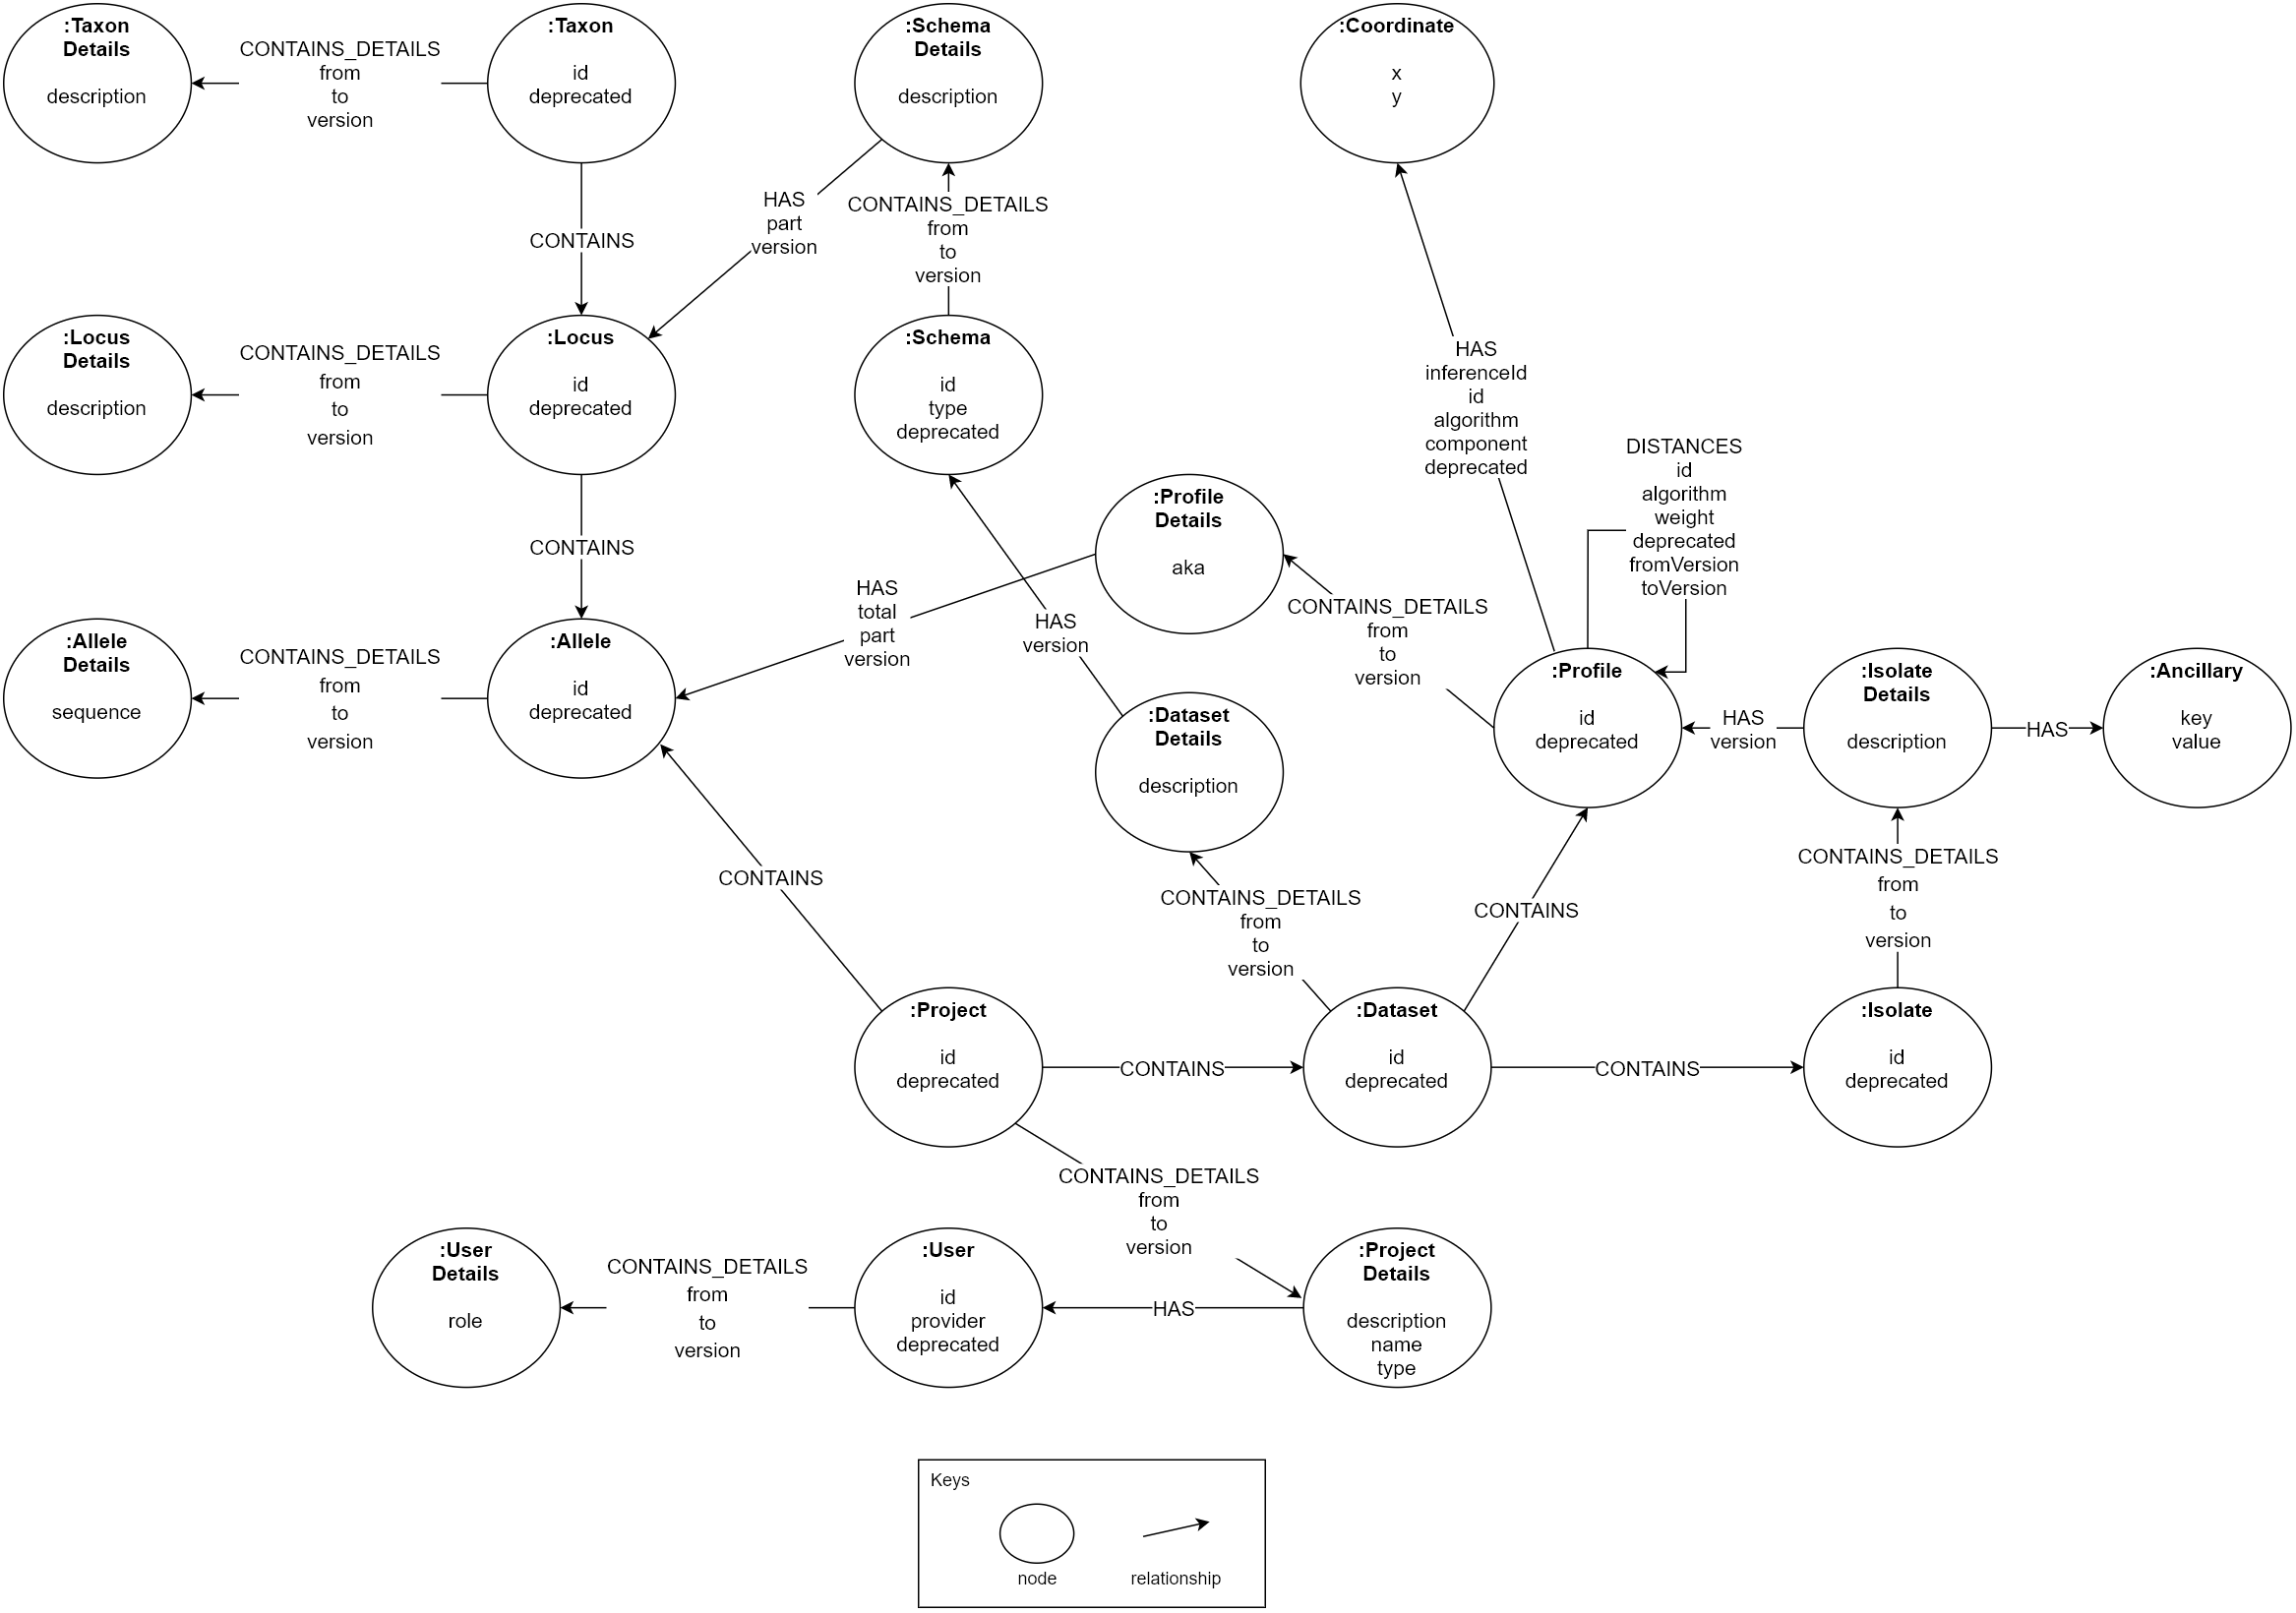 :Taxon
Details
description
CONTAINS_DETAILS
from
to
version
:Taxon
id
deprecated
:Schema
Details
description
:Coordinate
x
y
CONTAINS
HAS
part
version
CONTAINS_DETAILS
from
to
version
:Locus
Details
description
CONTAINS_DETAILS
from
to
version
:Locus
id
deprecated
:Schema
id
type
deprecated
HAS
inferenceId
id
algorithm
component
deprecated
DISTANCES
id
algorithm
weight
deprecated
fromVersion
toVersion
:Profile
Details
aka
CONTAINS
HAS
total
part
version
HAS
version
CONTAINS_DETAILS
from
to
version
:Allele
Details
sequence
CONTAINS_DETAILS
from
to
version
:Allele
id
deprecated
:Dataset
Details
description
:Profile
id
deprecated
HAS
version
:Isolate
Details
description
HAS
:Ancillary
key
value
CONTAINS
CONTAINS_DETAILS
from
to
version
CONTAINS
CONTAINS_DETAILS
from
to
version
:Project
id
deprecated
CONTAINS
:Dataset
id
deprecated
CONTAINS
:Isolate
id
deprecated
CONTAINS_DETAILS
from
to
version
:User
Details
role
CONTAINS_DETAILS
from
to
version
:User
id
provider
deprecated
HAS
:Project
Details
description
name
type
Keys
node
relationship